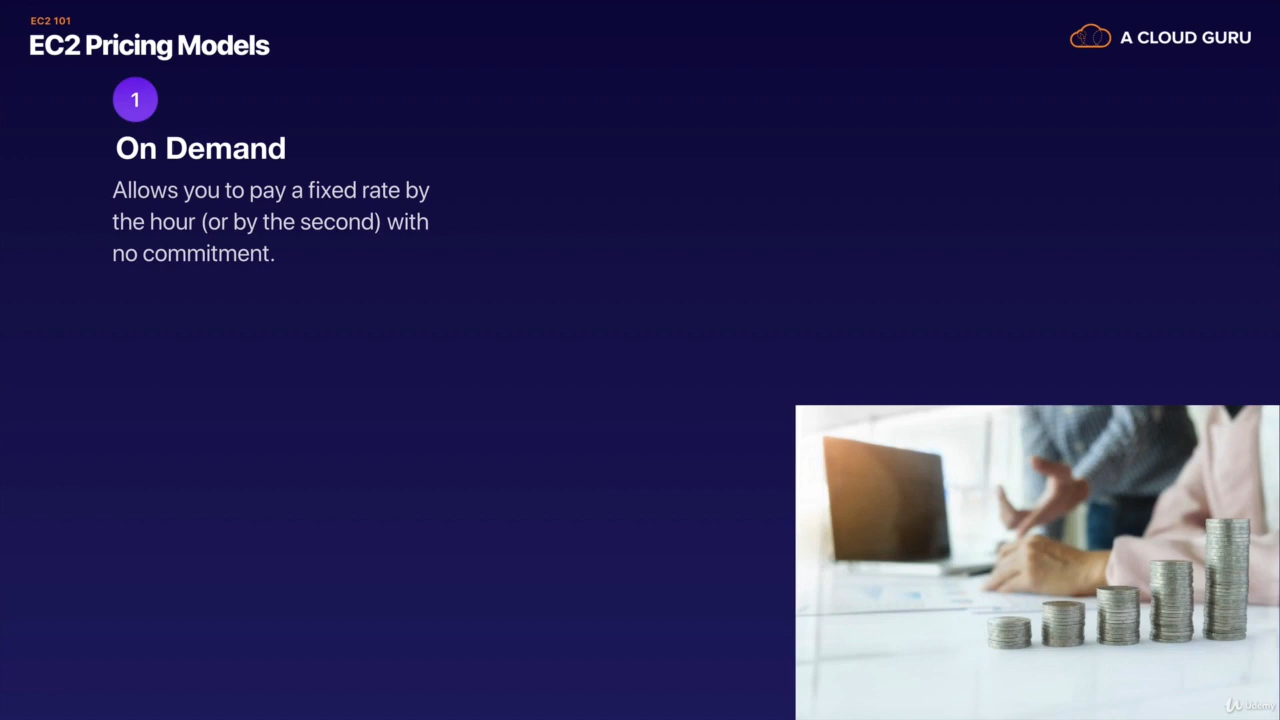 EC2 101
EC2 Pricing Models
A CLOUD GURU
1
On Demand
Allows you to pay a fixed rate by
the hour (or by the second) with
no commitment.
Udemy